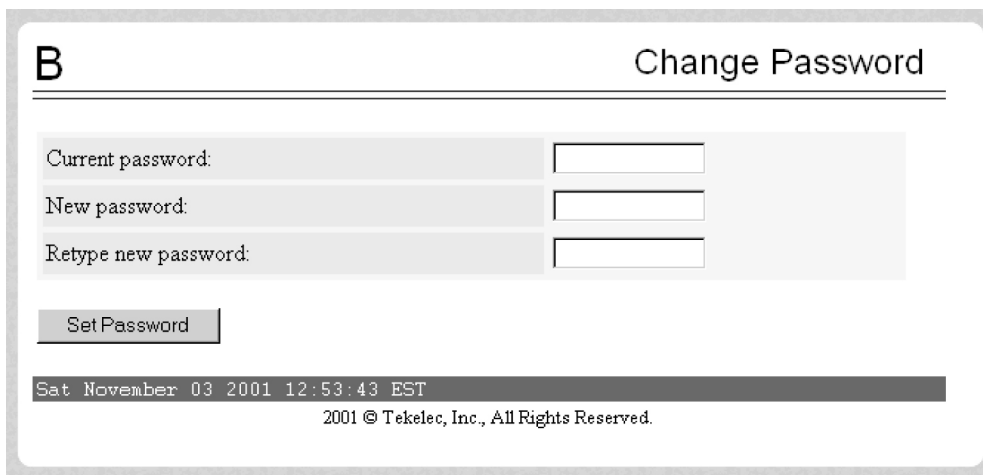 B
Change Password
Current password:
New password:
Retype new password:
Set Password
Sat November 03 2001 12:53:43 EST
2001 © Tekelec, Inc., All Rights Reserved.